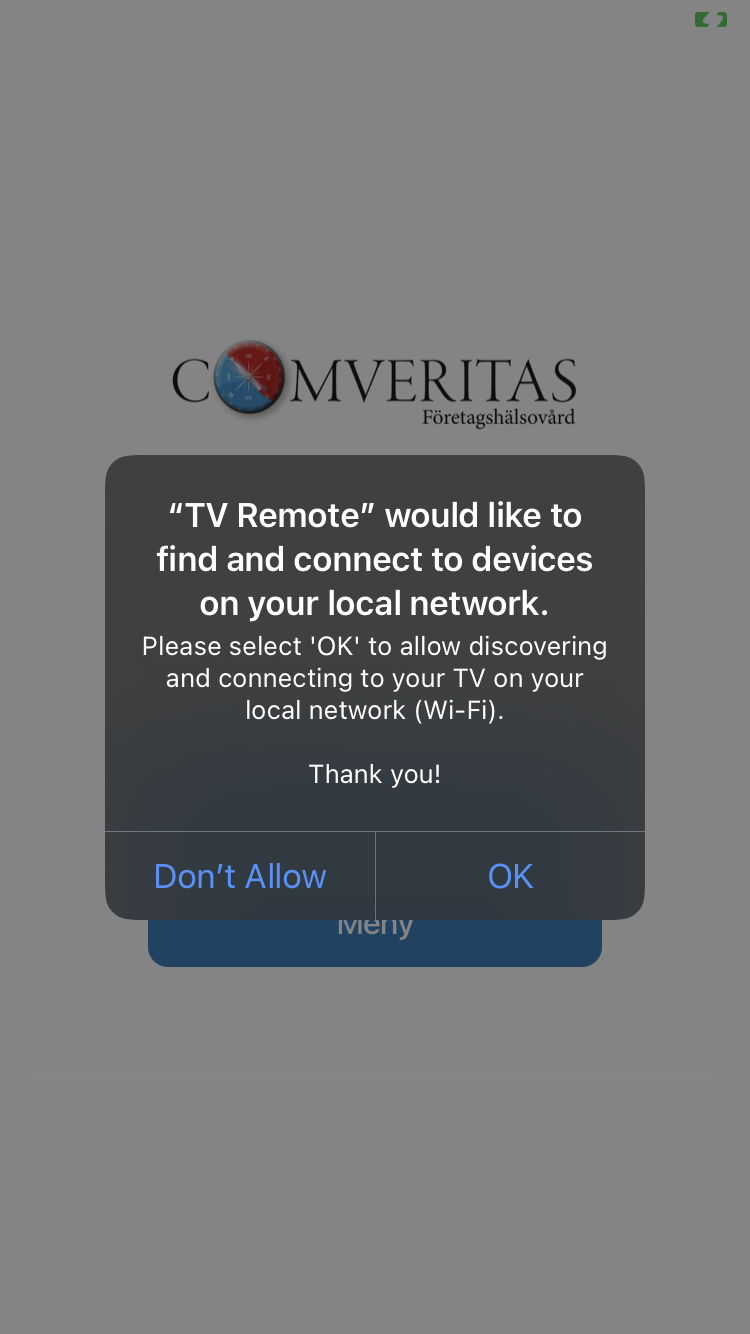 COMVERITAS
Företagshälsovård
“TV Remote” would like to
find and connect to devices
on your local network.
Please select 'OK' to allow discovering
and connecting to your TV on your
local network (Wi-Fi).
Thank you!
Don’t Allow
OK
Meny